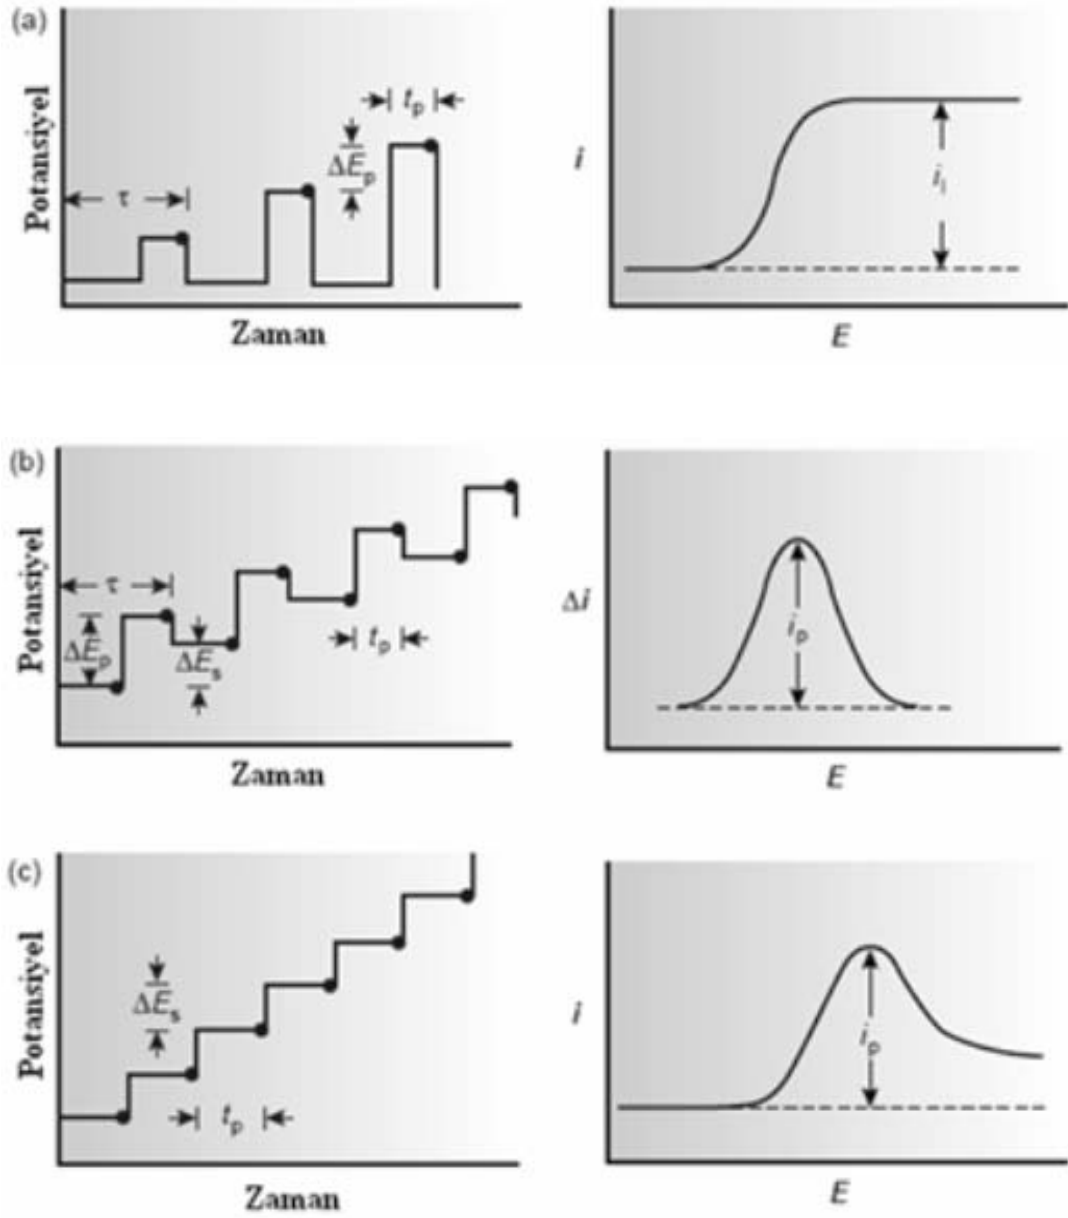 (a)
Potansiyel
τ
ΔEp
tp
Zaman
i
il
E
(b)
Potansiyel
τ
ΔEp
ΔEs
tp
Zaman
Δi
ip
E
(c)
Potansiyel
ΔEs
tp
Zaman
i
ip
E